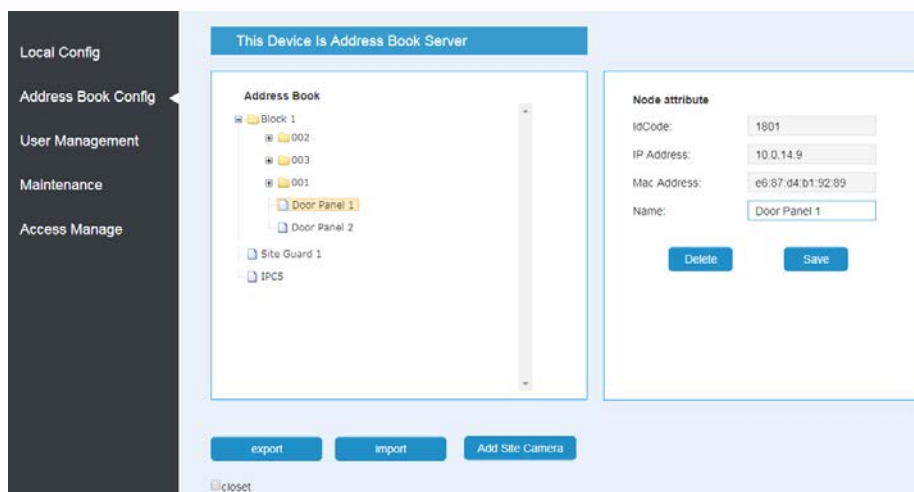 Local Config
Address Book Config
User Management
Maintenance
Access Manage
This Device Is Address Book Server
Address Book
Block 1
002
003
001
Door Panel 1
Door Panel 2
Site Guard 1
IPC5
Node attribute
IdCode: 1801
IP Address: 10.0.14.9
Mac Address: e6:87:d4:b1:92:89
Name: Door Panel 1
Delete Save
export import Add Site Camera
closet